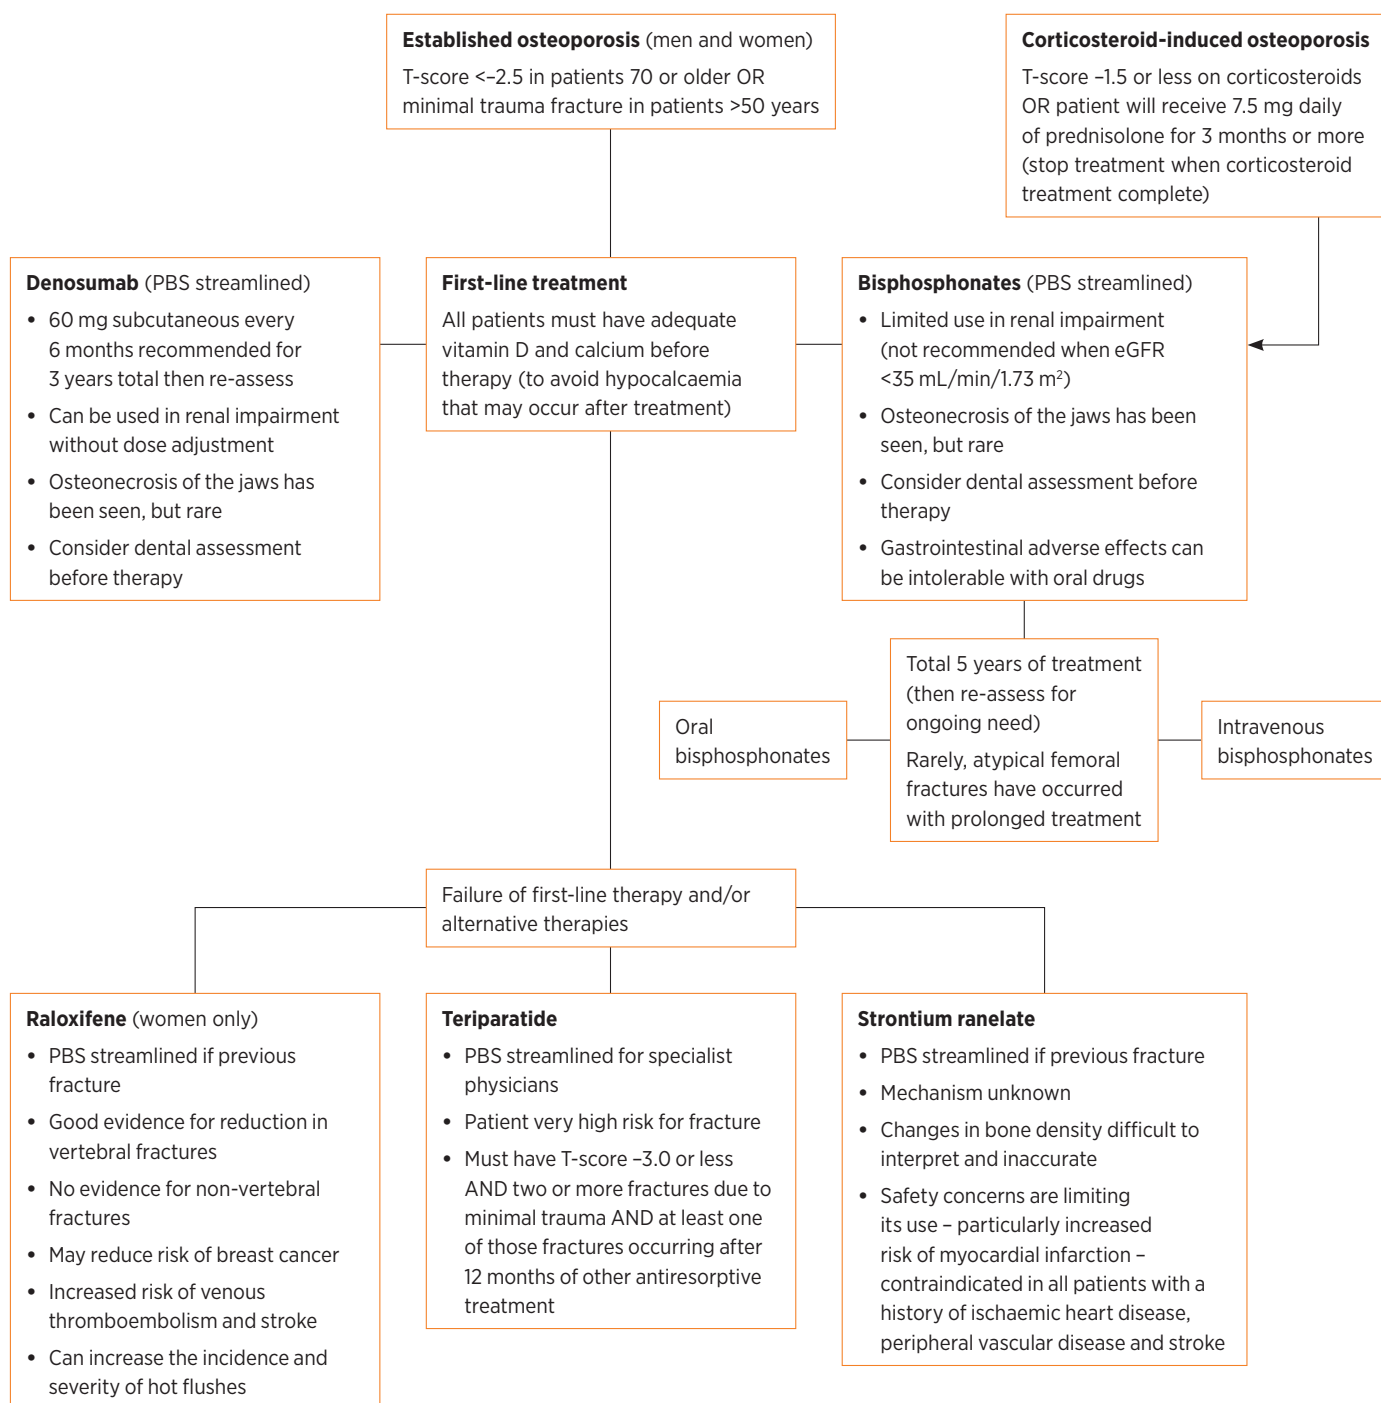 Established osteoporosis (men and women)
T-score <–2.5 in patients 70 or older OR
minimal trauma fracture in patients >50 years
Corticosteroid-induced osteoporosis
T-score –1.5 or less on corticosteroids
OR patient will receive 7.5 mg daily
of prednisolone for 3 months or more
(stop treatment when corticosteroid
treatment complete)
Denosumab (PBS streamlined)
• 60 mg subcutaneous every
6 months recommended for
3 years total then re-assess
• Can be used in renal impairment
without dose adjustment
• Osteonecrosis of the jaws has
been seen, but rare
• Consider dental assessment
before therapy
First-line treatment
All patients must have adequate
vitamin D and calcium before
therapy (to avoid hypocalcaemia
that may occur after treatment)
Bisphosphonates (PBS streamlined)
• Limited use in renal impairment
(not recommended when eGFR
<35 mL/min/1.73 m²)
• Osteonecrosis of the jaws has been
seen, but rare
• Consider dental assessment before
therapy
• Gastrointestinal adverse effects can
be intolerable with oral drugs
Oral
bisphosphonates
Total 5 years of treatment
(then re-assess for
ongoing need)
Rarely, atypical femoral
fractures have occurred
with prolonged treatment
Intravenous
bisphosphonates
Failure of first-line therapy and/or
alternative therapies
Raloxifene (women only)
• PBS streamlined if previous
fracture
• Good evidence for reduction in
vertebral fractures
• No evidence for non-vertebral
fractures
• May reduce risk of breast cancer
• Increased risk of venous
thromboembolism and stroke
• Can increase the incidence and
severity of hot flushes
Teriparatide
• PBS streamlined for specialist
physicians
• Patient very high risk for fracture
• Must have T-score –3.0 or less
AND two or more fractures due to
minimal trauma AND at least one
of those fractures occurring after
12 months of other antiresorptive
treatment
Strontium ranelate
• PBS streamlined if previous fracture
• Mechanism unknown
• Changes in bone density difficult to
interpret and inaccurate
• Safety concerns are limiting
its use – particularly increased
risk of myocardial infarction –
contraindicated in all patients with a
history of ischaemic heart disease,
peripheral vascular disease and stroke